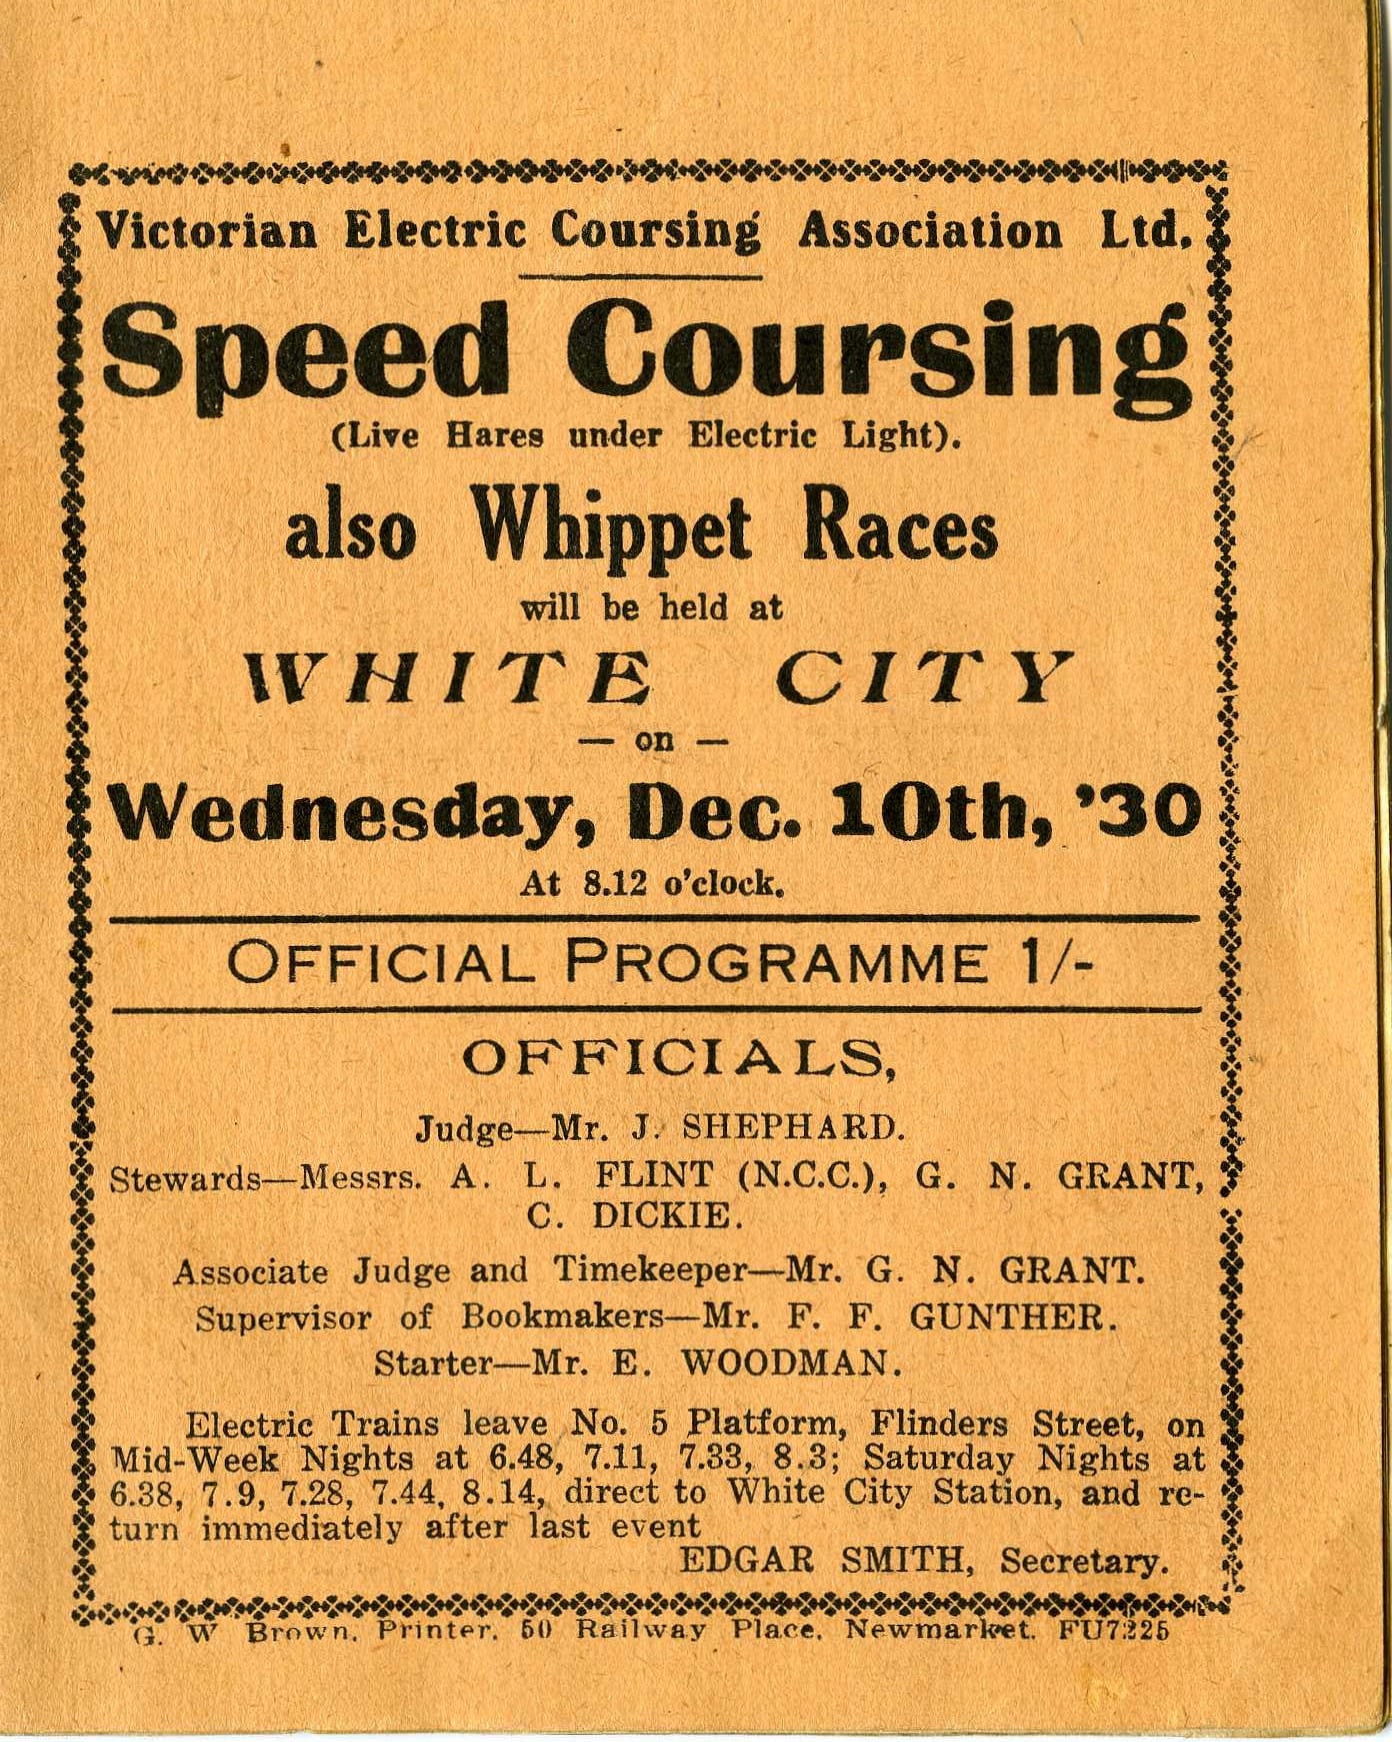 Victorian Electric Coursing Association Ltd.
Speed Coursing
(Live Hares under Electric Light).
also Whippet Races
will be held at
WHITE CITY
— on —
Wednesday, Dec. 10th, '30
At 8.12 o'clock.
OFFICIAL PROGRAMME 1/-
OFFICIALS,
Judge—Mr. J. SHEPHARD.
Stewards—Messrs. A. L. FLINT (N.C.C.), G. N. GRANT,
C. DICKIE.
Associate Judge and Timekeeper—Mr. G. N. GRANT.
Supervisor of Bookmakers—Mr. F. F. GUNTHER.
Starter—Mr. E. WOODMAN.
Electric Trains leave No. 5 Platform, Flinders Street, on
Mid-Week Nights at 6.48, 7.11, 7.33, 8.3; Saturday Nights at
6.38, 7.9, 7.28, 7.44, 8.14, direct to White City Station, and re-
turn immediately after last event
EDGAR SMITH, Secretary.
G. W Brown, Printer, 50 Railway Place, Newmarket. FU7225